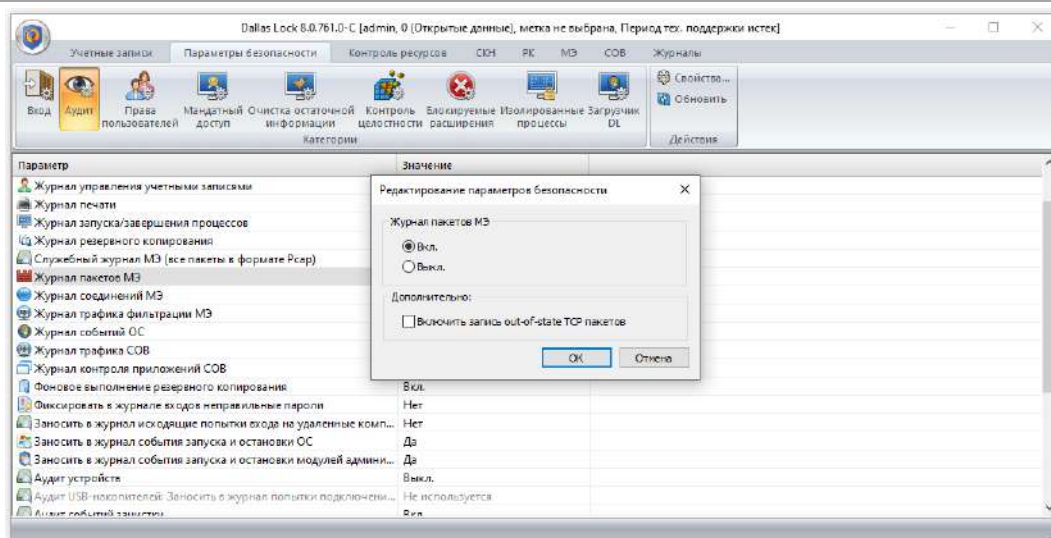 Dallas Lock 8.0.761.0-C [admin, 0 (Открытые данные), метка не выбрана, Период тех. поддержки истек]
Учетные записи Параметры безопасности Контроль ресурсов СКН РК МЭ СОВ Журналы
Вход Аудит Права пользователей Мандатный доступ Очистка остаточной информации Контроль целостности Блокируемые расширения Изолированные процессы Загрузчик DL
Свойства...
Обновить
Категории Действия
Параметр Значение
Журнал управления учетными записями
Журнал печати
Журнал запуска/завершения процессов
Журнал резервного копирования
Служебный журнал МЭ (все пакеты в формате Pcap)
Журнал пакетов МЭ
Журнал соединений МЭ
Журнал трафика фильтрации МЭ
Журнал событий ОС
Журнал трафика СОВ
Журнал контроля приложений СОВ
Фоновое выполнение резервного копирования Вкл.
Фиксировать в журнале входов неправильные пароли Нет
Заносить в журнал исходящие попытки входа на удаленные комп... Нет
Заносить в журнал события запуска и остановки ОС Да
Заносить в журнал события запуска и остановки модулей админи... Да
Аудит устройств Выкл.
Аудит USB-накопителей: Заносить в журнал попытки подключени... Не используется
Аудит событий зачистки Вкл.
Редактирование параметров безопасности
Журнал пакетов МЭ
Вкл.
Выкл.
Дополнительно:
Включить запись out-of-state TCP пакетов
ОК Отмена